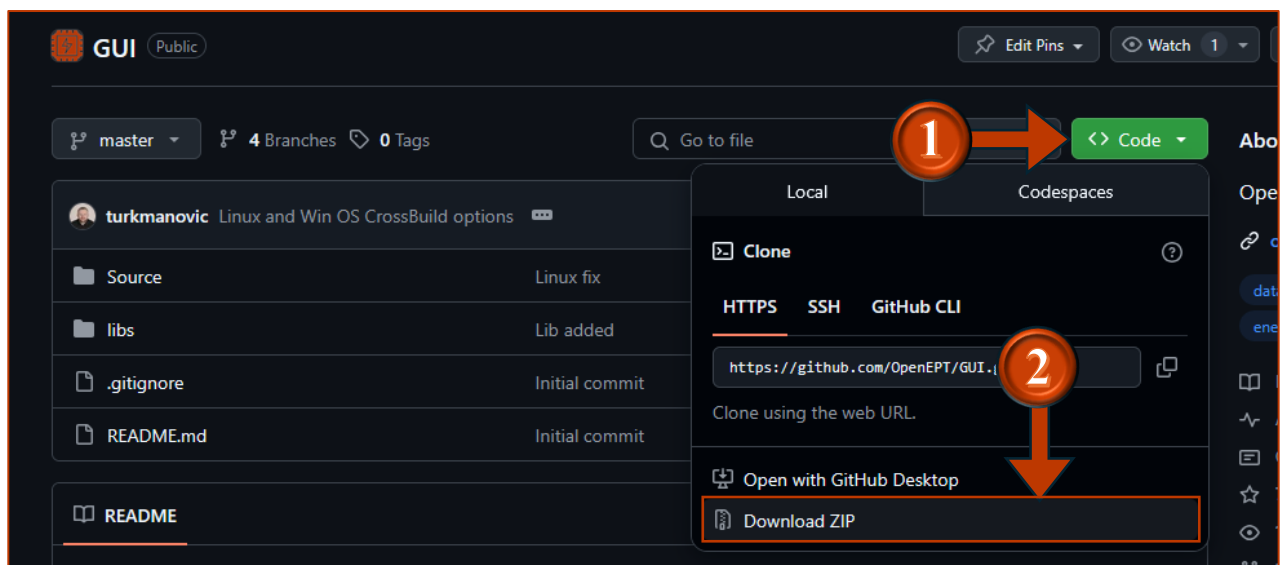 GUI Public
Edit Pins
Watch 1
master
4 Branches
0 Tags
Go to file
1
Code
Local
Codespaces
turkmanovic Linux and Win OS CrossBuild options
Source
Linux fix
libs
Lib added
.gitignore
Initial commit
README.md
Initial commit
README
Clone
HTTPS
SSH
GitHub CLI
https://github.com/OpenEPT/GUI.
2
Clone using the web URL.
Open with GitHub Desktop
Download ZIP
Abo
Ope
data
ene